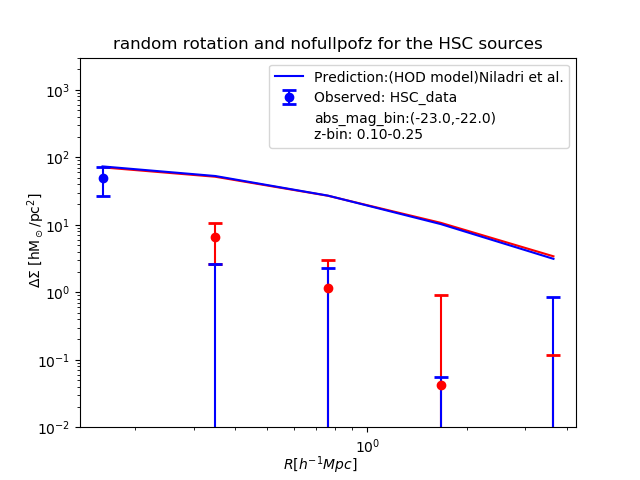 random rotation and nofullpofz for the HSC sources
Prediction:(HOD model)Niladri et al.
Observed: HSC_data
abs_mag_bin:(-23.0,-22.0)
z-bin: 0.10-0.25
10³
10²
10¹
10⁰
10⁻¹
10⁻²
ΔΣ [hM⊙/pc²]
10⁰
R[h⁻¹Mpc]